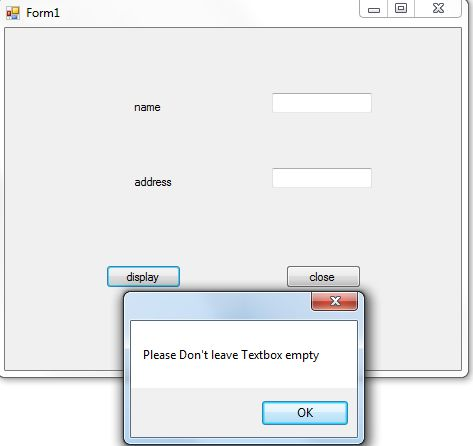 Form1
name
address
display
close
Please Don't leave Textbox empty
OK